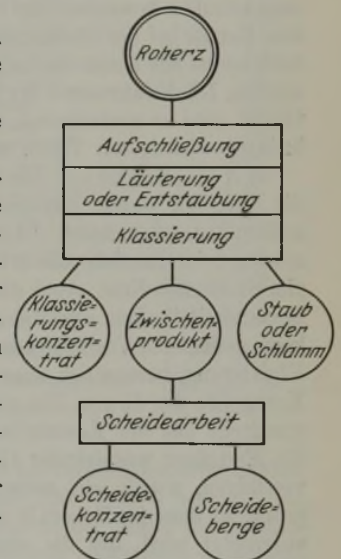 Roherz
Aufschließung
Läuterung
oder Entstaubung
Klassierung
Klassie=
rungs=
konzen=
trat
Zwischen=
produkt
Staub
oder
Schlamm
Scheidearbeit
Scheide=
konzen=
trat
Scheide=
berge